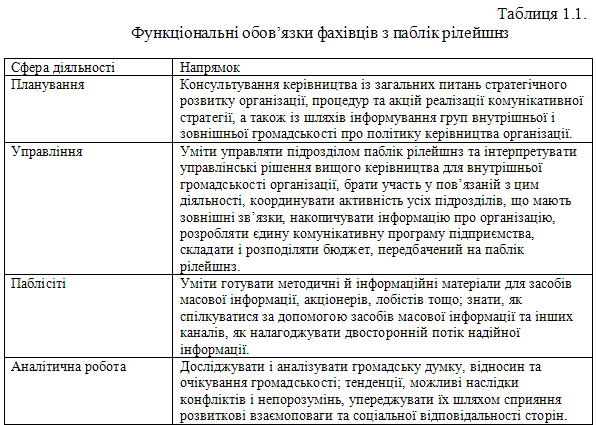 Таблиця 1.1.
Функціональні обов’язки фахівців з паблік рілейшнз
Сфера діяльності
Напрямок
Планування
Консультування керівництва із загальних питань стратегічного
розвитку організації, процедур та акцій реалізації комунікативної
стратегії, а також із шляхів інформування груп внутрішньої і
зовнішньої громадськості про політику керівництва організації.
Управління
Уміти управляти підрозділом паблік рілейшнз та інтерпретувати
управлінські рішення вищого керівництва для внутрішньої
громадськості організації, брати участь у пов’язаній з цим
діяльності, координувати активність усіх підрозділів, що мають
зовнішні зв’язки, накопичувати інформацію про організацію,
розробляти єдину комунікативну програму підприємства,
складати і розподіляти бюджет, передбачений на паблік
рілейшнз.
Паблісіті
Уміти готувати методичні й інформаційні матеріали для засобів
масової інформації, акціонерів, лобістів тощо; знати, як
спілкуватися за допомогою засобів масової інформації та інших
каналів, як налагоджувати двосторонній потік надійної
інформації.
Аналітична робота
Досліджувати і аналізувати громадську думку, відносин та
очікування громадськості; тенденції, можливі наслідки
конфліктів і непорозумінь, упереджувати їх шляхом сприяння
розвиткові взаємоповаги та соціальної відповідальності сторін.